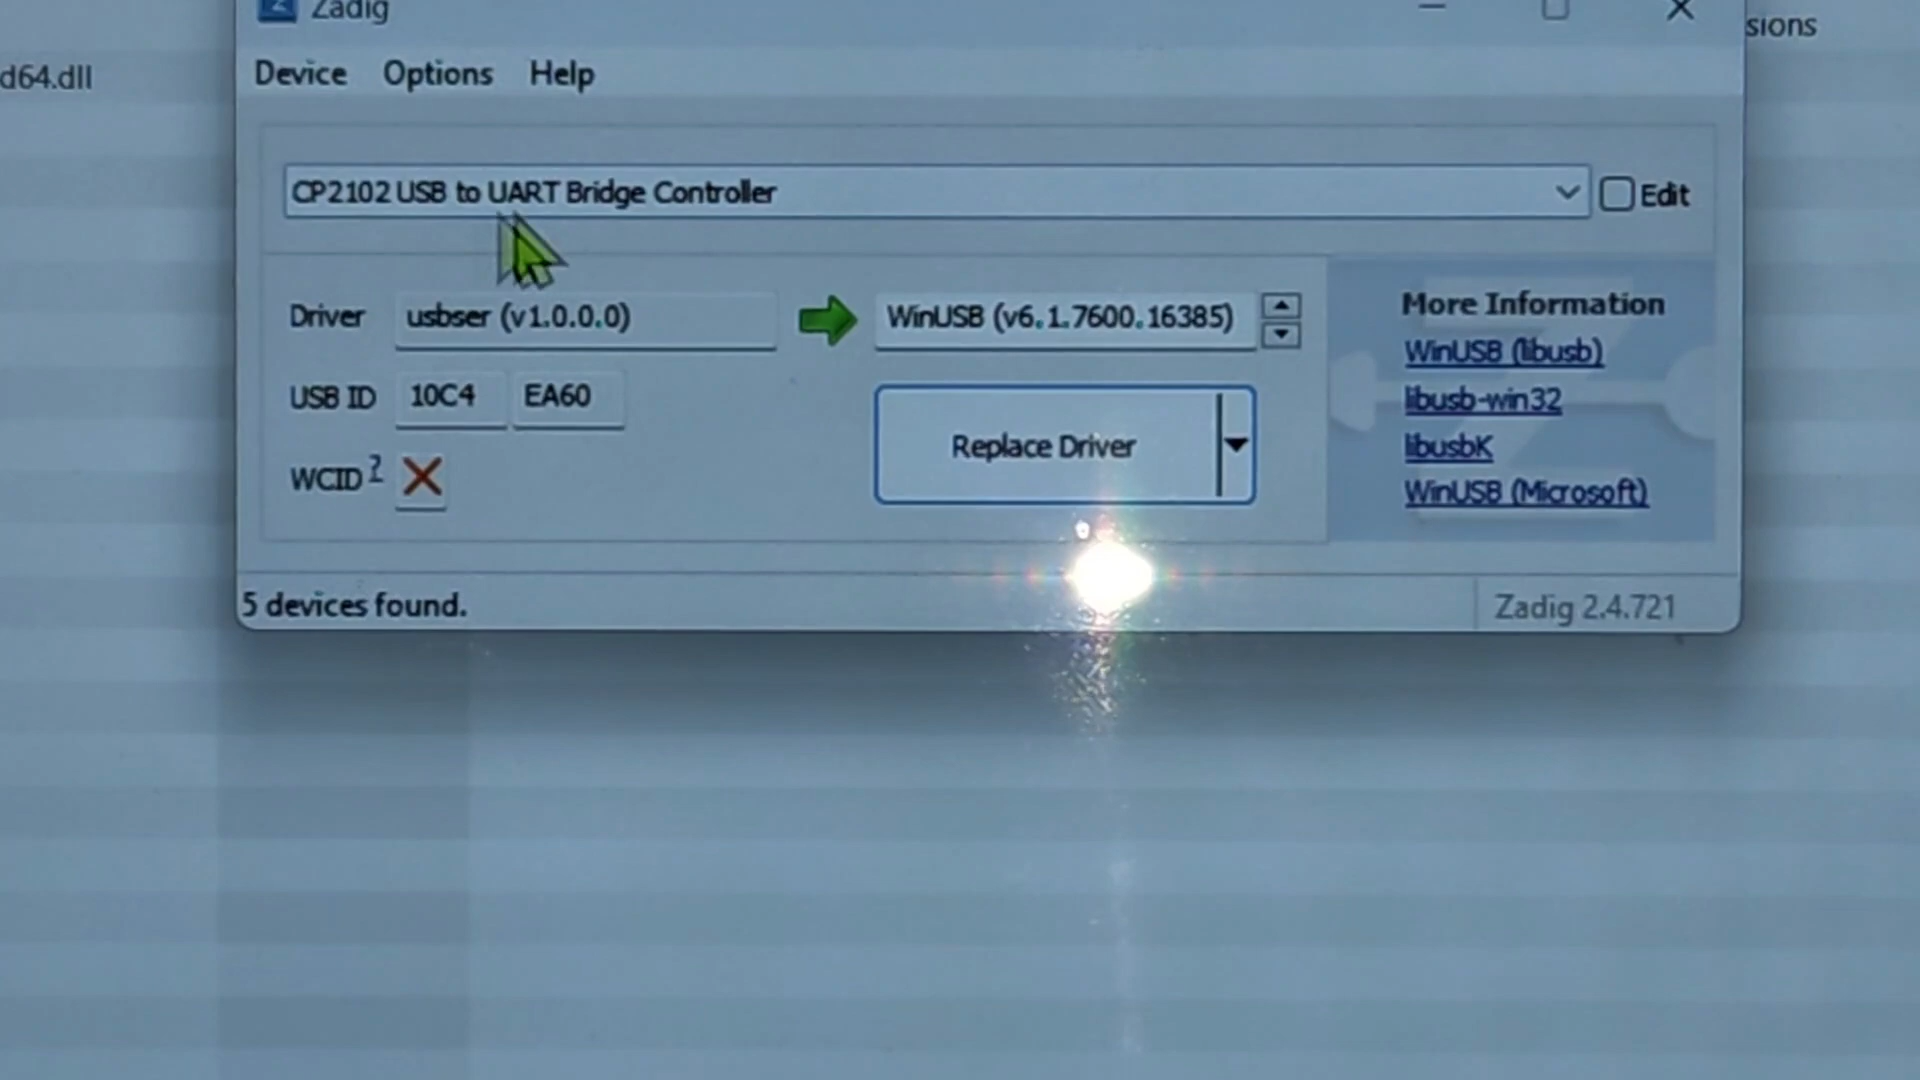 Zadig
sions
d64.dll
Device Options Help
CP2102 USB to UART Bridge Controller
Edit
Driver usbser (v1.0.0.0) WinUSB (v6.1.7600.16385)
USB ID 10C4 EA60
WCID ?
Replace Driver
More Information
WinUSB (libusb)
libusb-win32
libusbK
WinUSB (Microsoft)
5 devices found.
Zadig 2.4.721